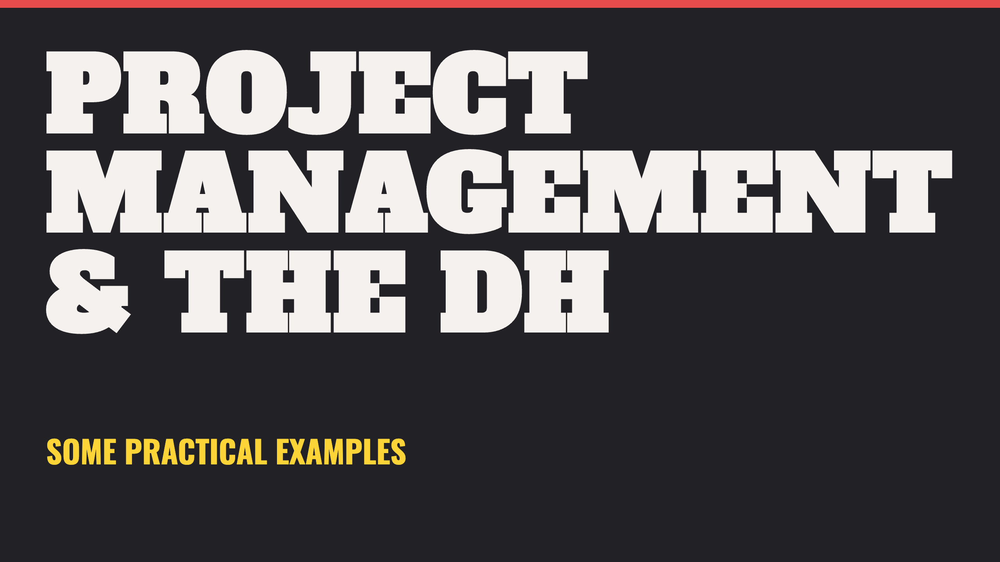 PROJECT
MANAGEMENT
& THE DH
SOME PRACTICAL EXAMPLES